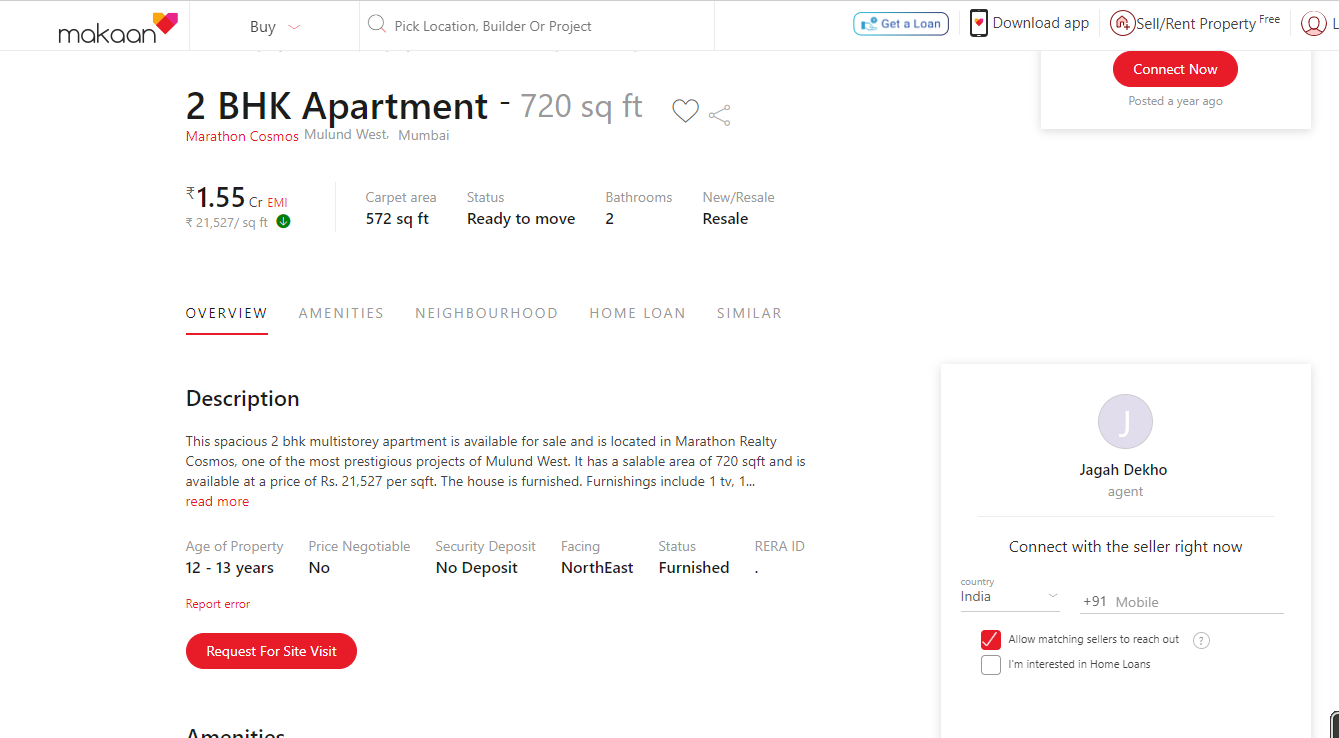 makaan
Buy
Pick Location, Builder Or Project
Get a Loan
Download app
Sell/Rent Property Free
L
Connect Now
Posted a year ago
2 BHK Apartment - 720 sq ft
Marathon Cosmos Mulund West, Mumbai
₹1.55 Cr EMI
₹ 21,527/ sq ft
Carpet area
572 sq ft
Status
Ready to move
Bathrooms
2
New/Resale
Resale
OVERVIEW
AMENITIES
NEIGHBOURHOOD
HOME LOAN
SIMILAR
Description
This spacious 2 bhk multistorey apartment is available for sale and is located in Marathon Realty
Cosmos, one of the most prestigious projects of Mulund West. It has a salable area of 720 sqft and is
available at a price of Rs. 21,527 per sqft. The house is furnished. Furnishings include 1 tv, 1...
read more
Age of Property
12 - 13 years
Price Negotiable
No
Security Deposit
No Deposit
Facing
NorthEast
Status
Furnished
RERA ID
.
Report error
Request For Site Visit
Amenities
J
Jagah Dekho
agent
Connect with the seller right now
country
India
+91 Mobile
Allow matching sellers to reach out ?
I'm interested in Home Loans